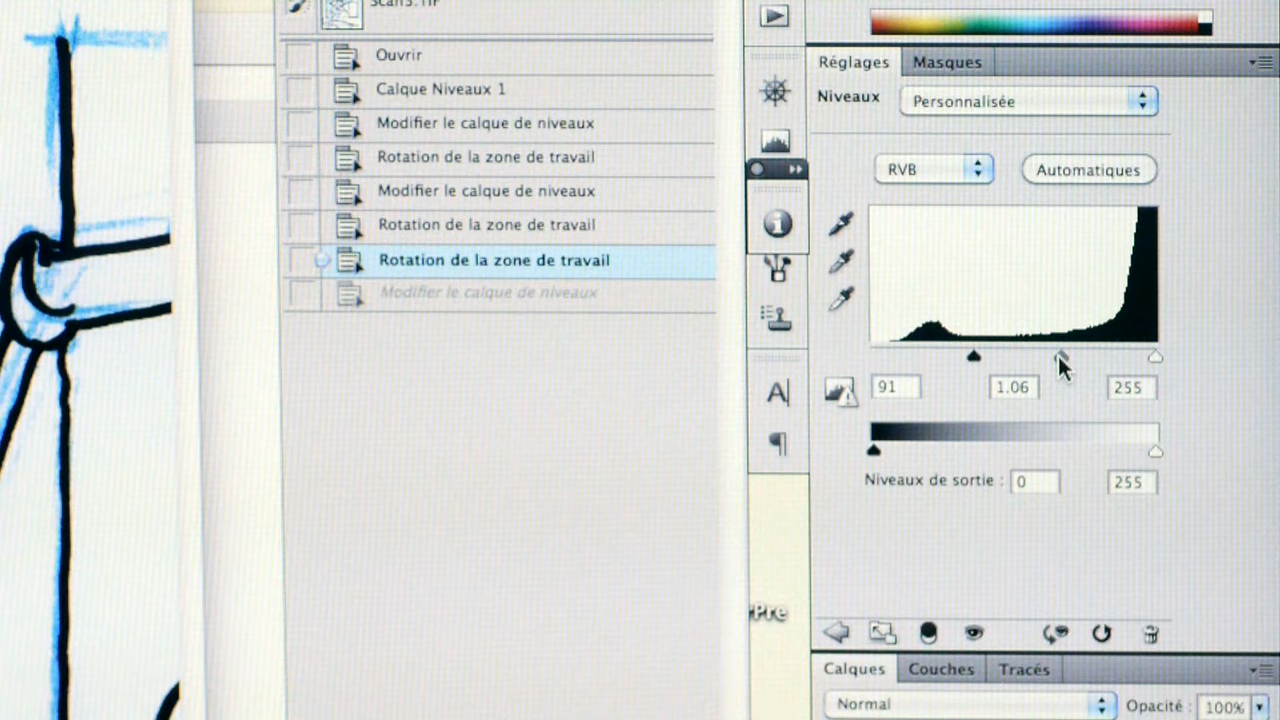 Scan3.TIF
Ouvrir
Calque Niveaux 1
Modifier le calque de niveaux
Rotation de la zone de travail
Modifier le calque de niveaux
Rotation de la zone de travail
Rotation de la zone de travail
Modifier le calque de niveaux
Réglages Masques
Niveaux Personnalisée
RVB Automatiques
A
¶
91 1.06 255
Niveaux de sortie : 0 255
Pre
Calques Couches Tracés
Normal Opacité : 100%